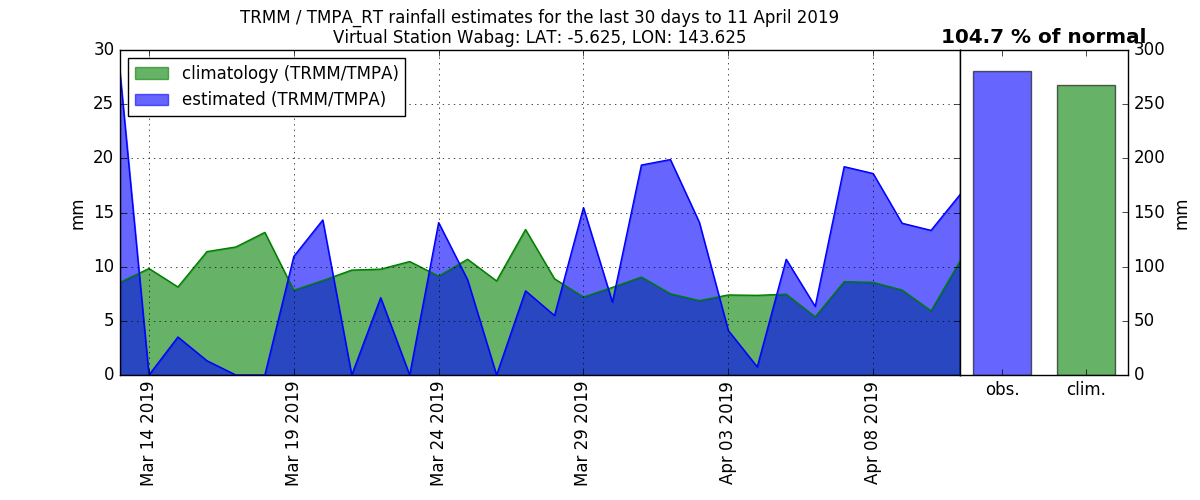 TRMM / TMPA_RT rainfall estimates for the last 30 days to 11 April 2019
Virtual Station Wabag: LAT: -5.625, LON: 143.625
104.7 % of normal
climatology (TRMM/TMPA)
estimated (TRMM/TMPA)
30
25
20
15
10
5
0
mm
Mar 14 2019
Mar 19 2019
Mar 24 2019
Mar 29 2019
Apr 03 2019
Apr 08 2019
300
250
200
150
100
50
0
mm
obs.
clim.